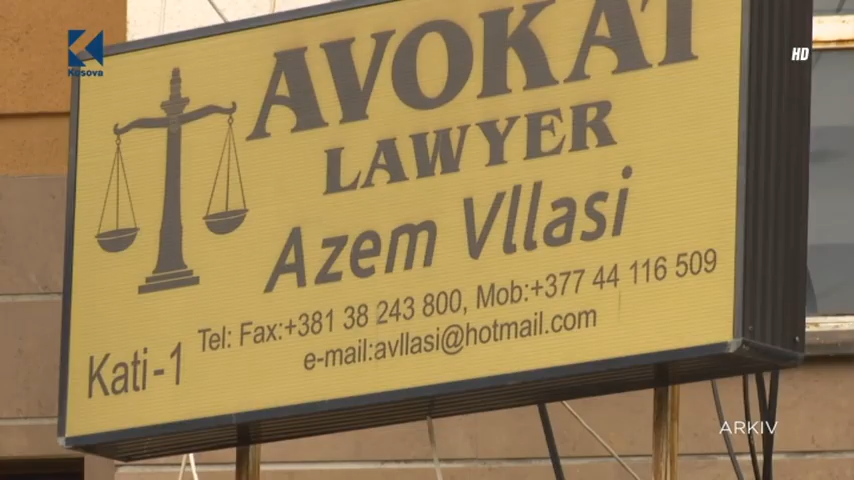 Kosova
HD
AVOKAT
LAWYER
Azem Vllasi
Tel: Fax:+381 38 243 800, Mob:+377 44 116 509
e-mail:avllasi@hotmail.com
Kati-1
ARKIV